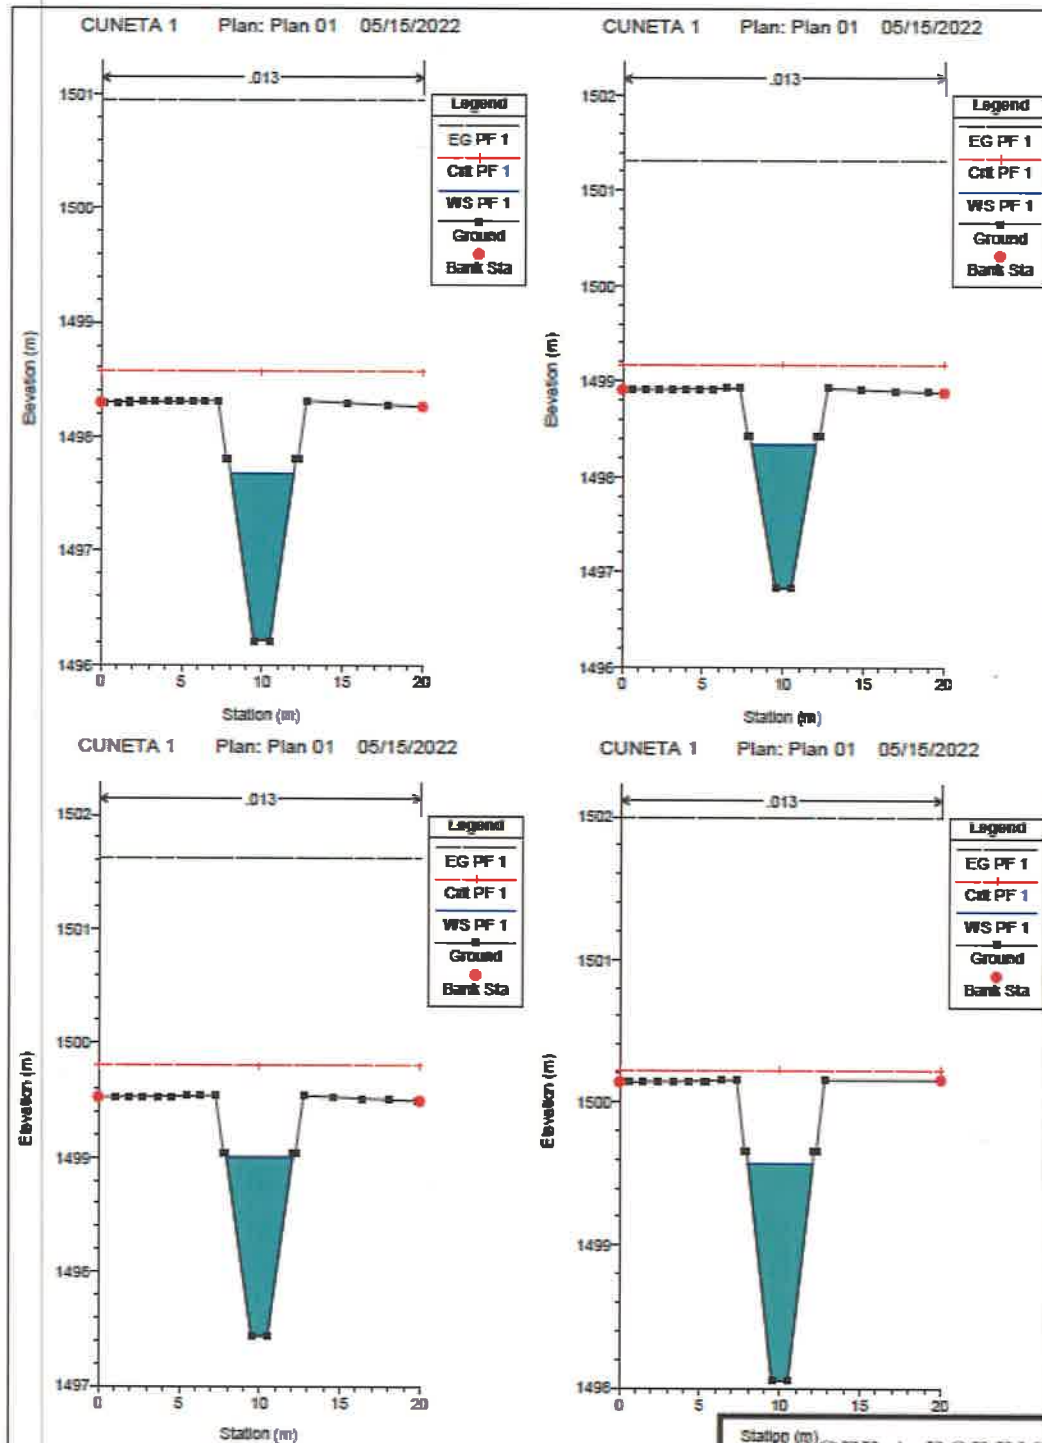 CUNETA 1 Plan: Plan 01 05/15/2022
.013
1501
1500
1499
1498
1497
1496
Elevation (m)
0 5 10 15 20
Station (m)
Legend
EG PF 1
Crit PF 1
WS PF 1
Ground
Bank Sta
CUNETA 1 Plan: Plan 01 05/15/2022
.013
1502
1501
1500
1499
1498
1497
1496
Elevation (m)
0 5 10 15 20
Station (m)
Legend
EG PF 1
Crit PF 1
WS PF 1
Ground
Bank Sta
CUNETA 1 Plan: Plan 01 05/15/2022
.013
1502
1501
1500
1499
1498
1497
Elevation (m)
0 5 10 15 20
Station (m)
Legend
EG PF 1
Crit PF 1
WS PF 1
Ground
Bank Sta
CUNETA 1 Plan: Plan 01 05/15/2022
.013
1502
1501
1500
1499
1498
Elevation (m)
0 5 10 15 20
Station (m)
Legend
EG PF 1
Crit PF 1
WS PF 1
Ground
Bank Sta